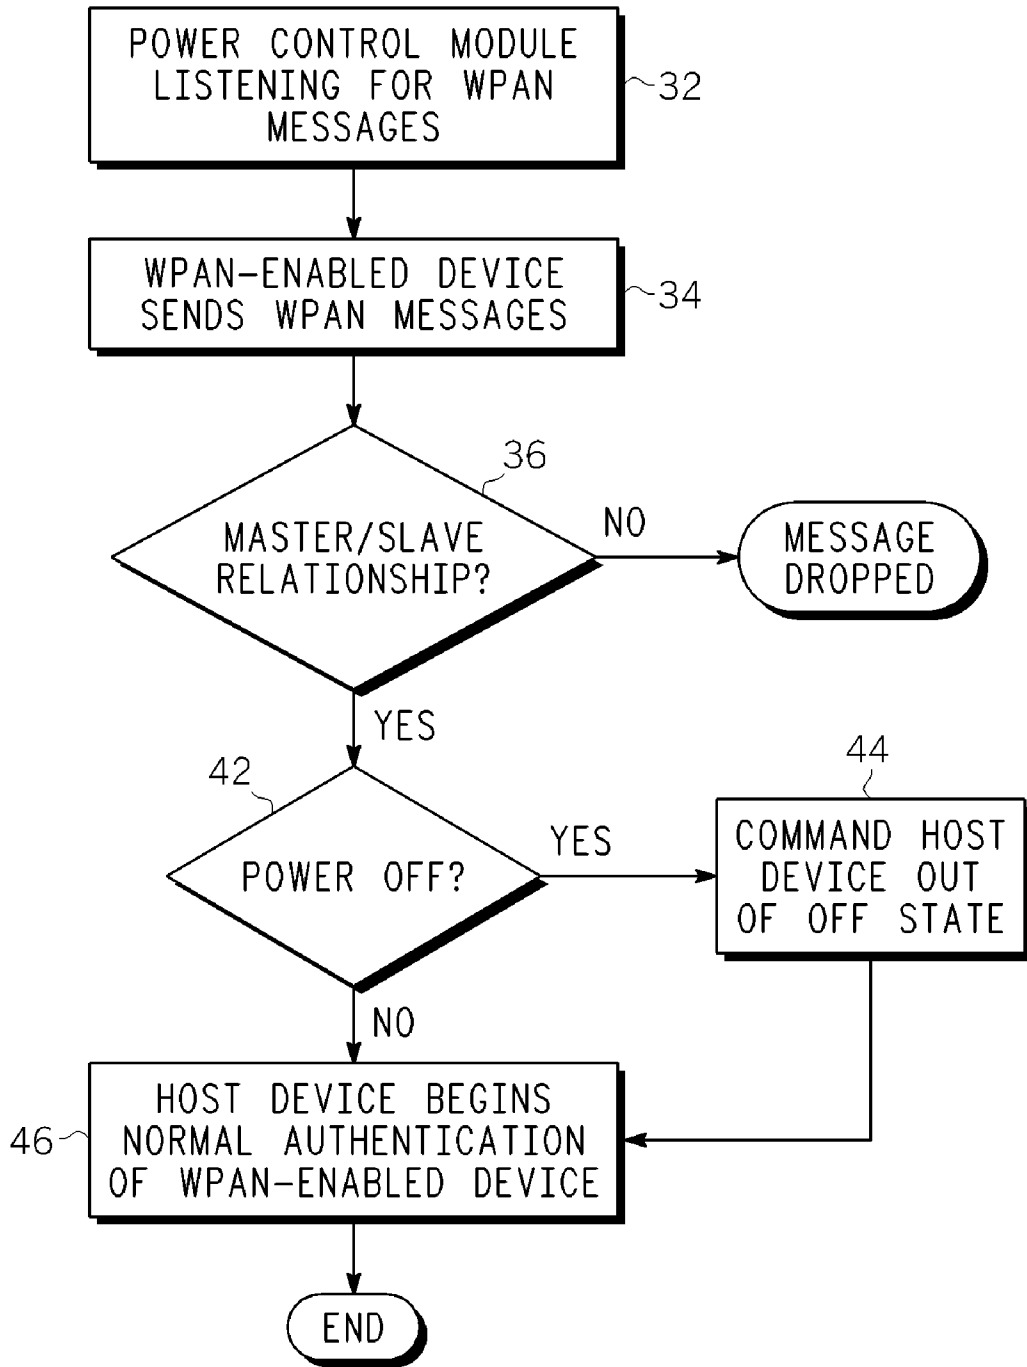 POWER CONTROL MODULE
LISTENING FOR WPAN
MESSAGES
32
WPAN-ENABLED DEVICE
SENDS WPAN MESSAGES
34
36
MASTER/SLAVE
RELATIONSHIP?
NO
MESSAGE
DROPPED
YES
42
POWER OFF?
YES
44
COMMAND HOST
DEVICE OUT
OF OFF STATE
NO
46
HOST DEVICE BEGINS
NORMAL AUTHENTICATION
OF WPAN-ENABLED DEVICE
END